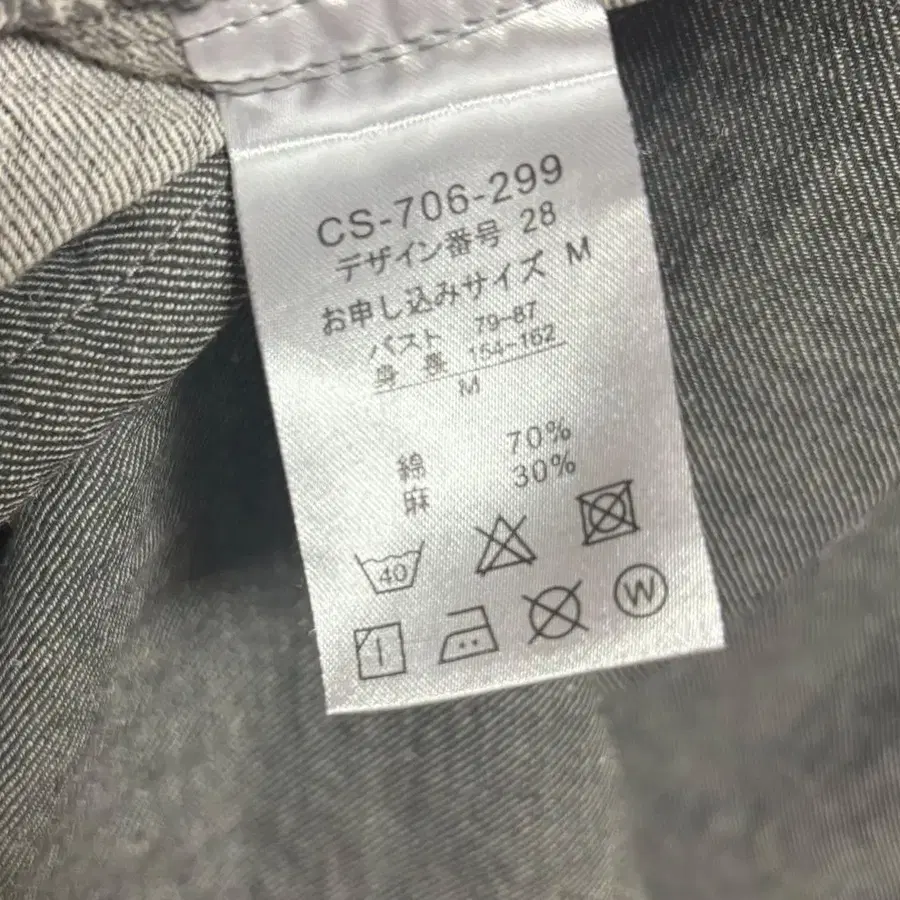 CS-706-299
デザイン番号 28
お申し込みサイズ M
バスト 79-87
身長 154-162
M
綿 70%
麻 30%
40
W